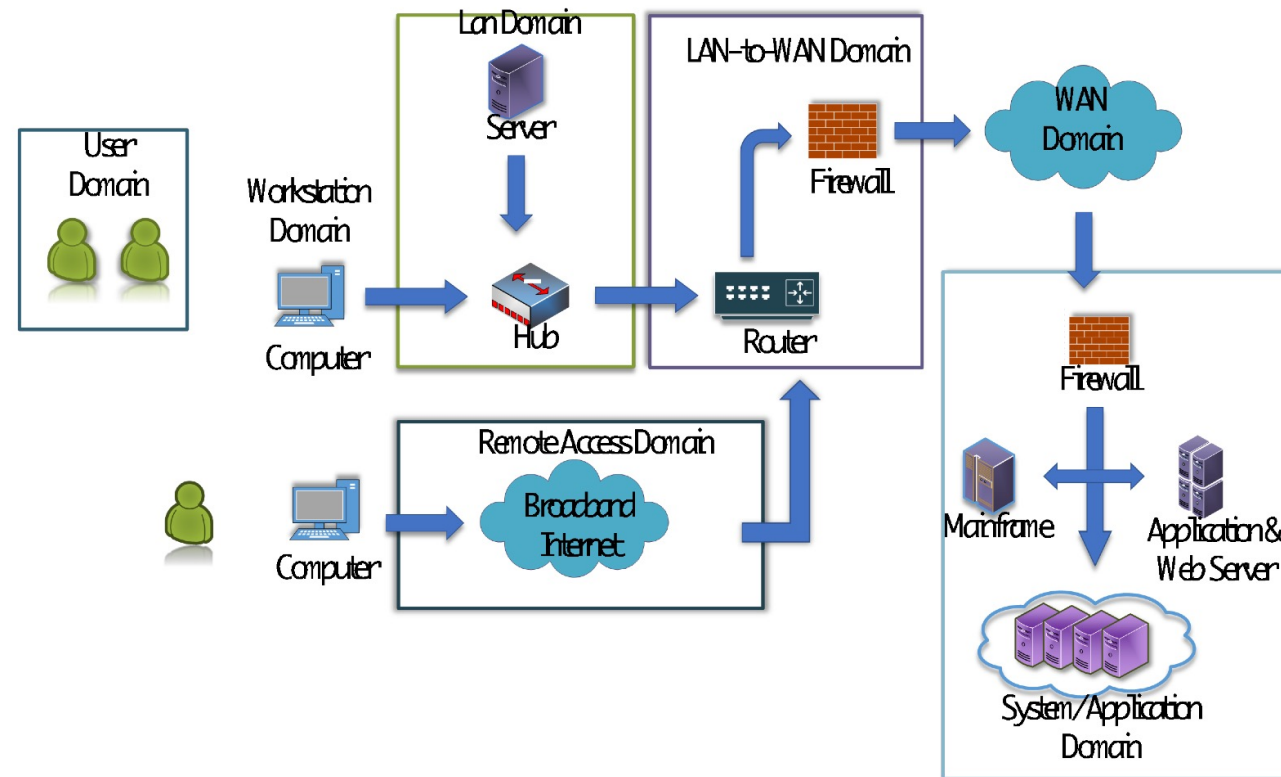 Lan Domain
Server
Hub
LAN-to-WAN Domain
Firewall
Router
WAN
Domain
User
Domain
Workstation
Domain
Computer
Remote Access Domain
Broadband
Internet
Computer
Firewall
Mainframe
Application &
Web Server
System/Application
Domain